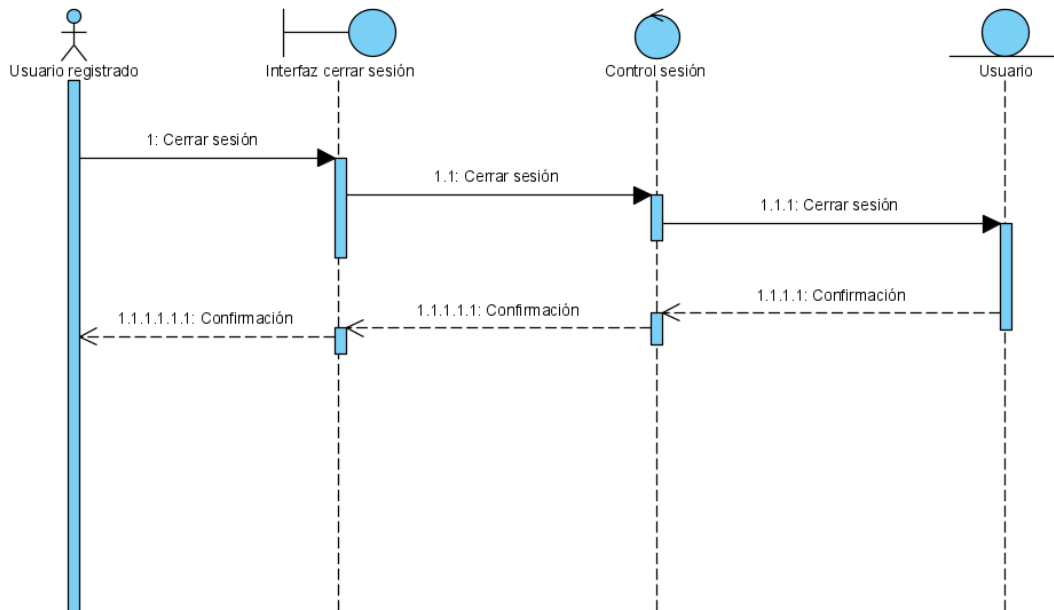 Usuario registrado
Interfaz cerrar sesión
Control sesión
Usuario
1: Cerrar sesión
1.1: Cerrar sesión
1.1.1: Cerrar sesión
1.1.1.1: Confirmación
1.1.1.1.1: Confirmación
1.1.1.1.1.1: Confirmación